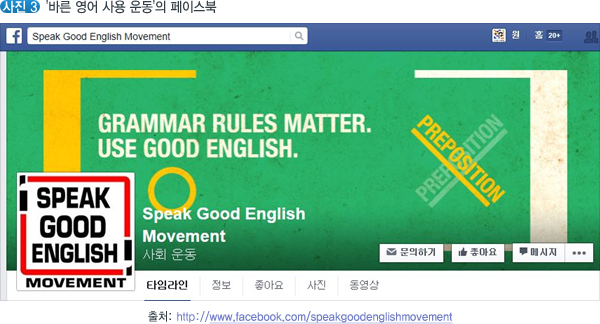 사진 3 '바른 영어 사용 운동'의 페이스북
Speak Good English Movement
원 홈 20+
GRAMMAR RULES MATTER.
USE GOOD ENGLISH.
PREPOSITION
PREPOSITION
SPEAK
GOOD
ENGLISH
MOVEMENT
Speak Good English
Movement
사회 운동
문의하기 좋아요 메시지
타임라인 정보 좋아요 사진 동영상
출처: http://www.facebook.com/speakgoodenglishmovement